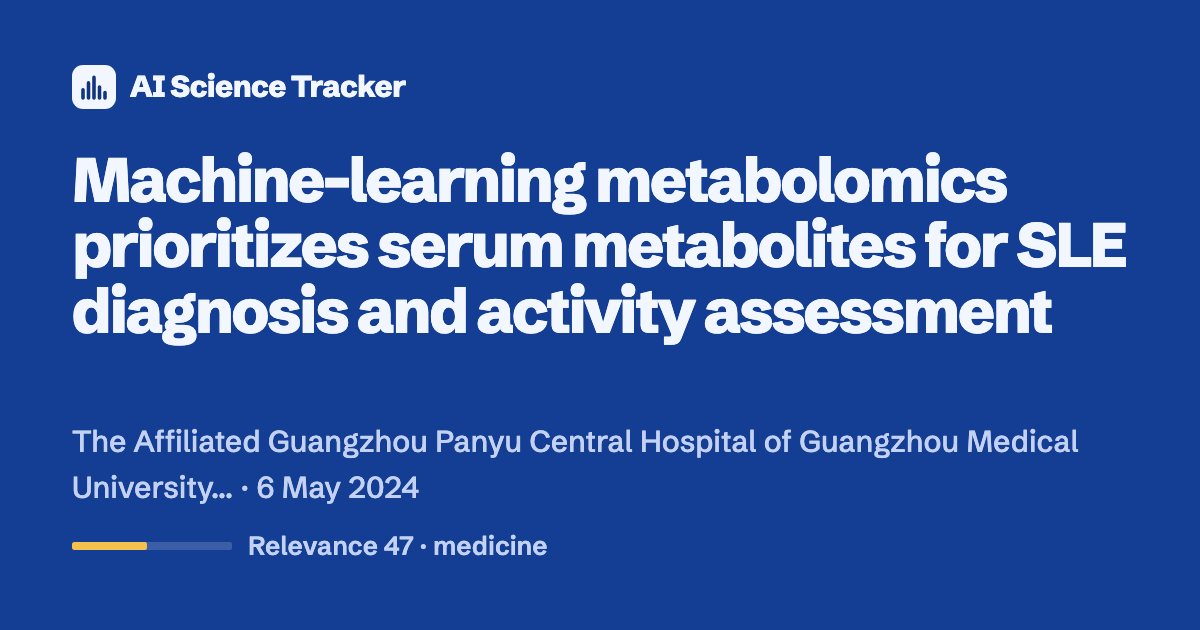 AI Science Tracker
Machine-learning metabolomics
prioritizes serum metabolites for SLE
diagnosis and activity assessment
The Affiliated Guangzhou Panyu Central Hospital of Guangzhou Medical
University... · 6 May 2024
Relevance 47 · medicine